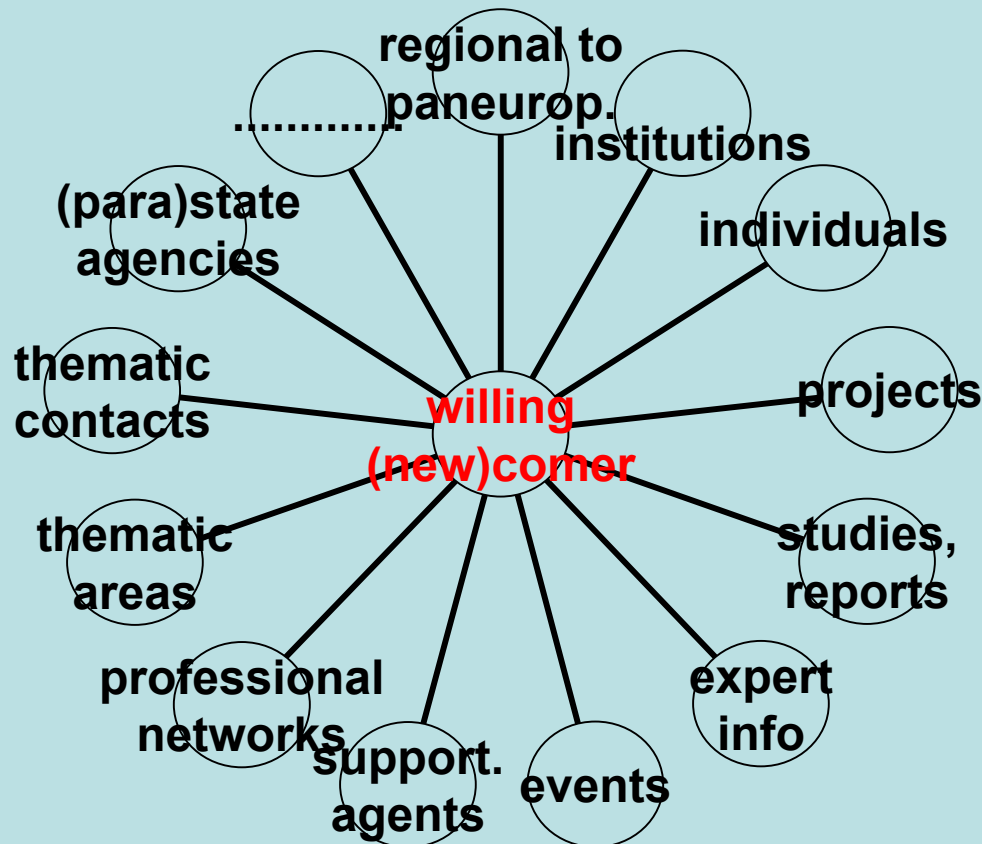 regional to
paneurop.
.............
institutions
(para)state
agencies
individuals
thematic
contacts
projects
willing
(new)comer
thematic
areas
studies,
reports
professional
networks
expert
info
support.
agents
events